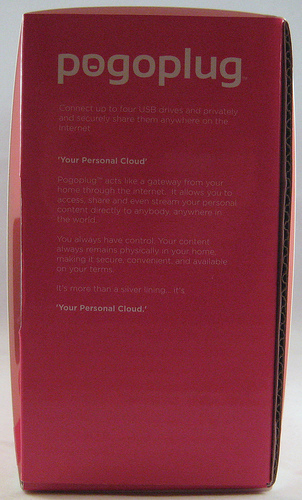 pogoplug™
Connect up to four USB drives and privately
and securely share them anywhere on the
Internet
'Your Personal Cloud'
Pogoplug™ acts like a gateway from your
home through the internet. It allows you to
access, share and even stream your personal
content directly to anybody, anywhere in
the world.
You always have control. Your content
always remains physically in your home,
making it secure, convenient, and available
on your terms.
It's more than a silver lining... it's
'Your Personal Cloud.'